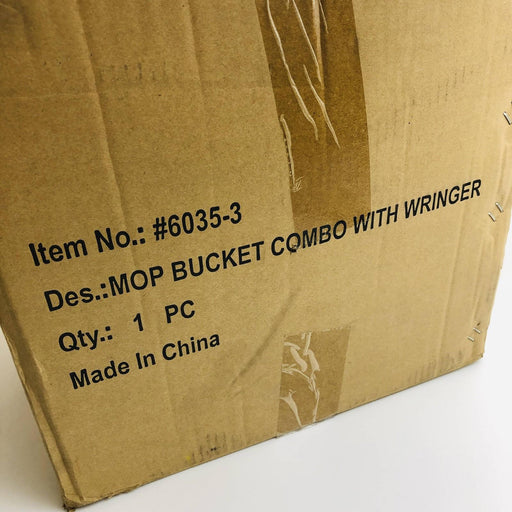 Item No.: #6035-3
Des.:MOP BUCKET COMBO WITH WRINGER
Qty.: 1 PC
Made In China